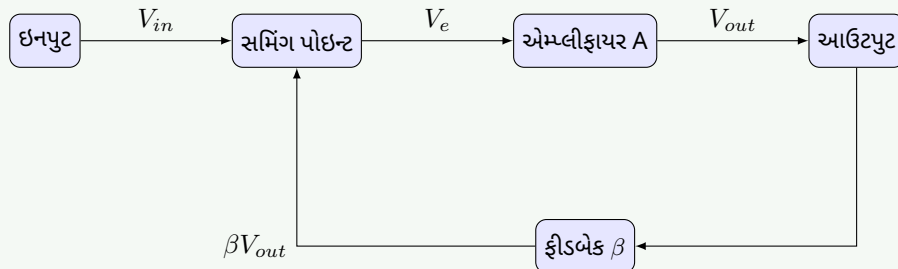 V_in
V_e
V_out
ઇનપુટ
સમિંગ પોઇન્ટ
એમ્પ્લીફાયર A
આઉટપુટ
βV_out
ફીડબેક β